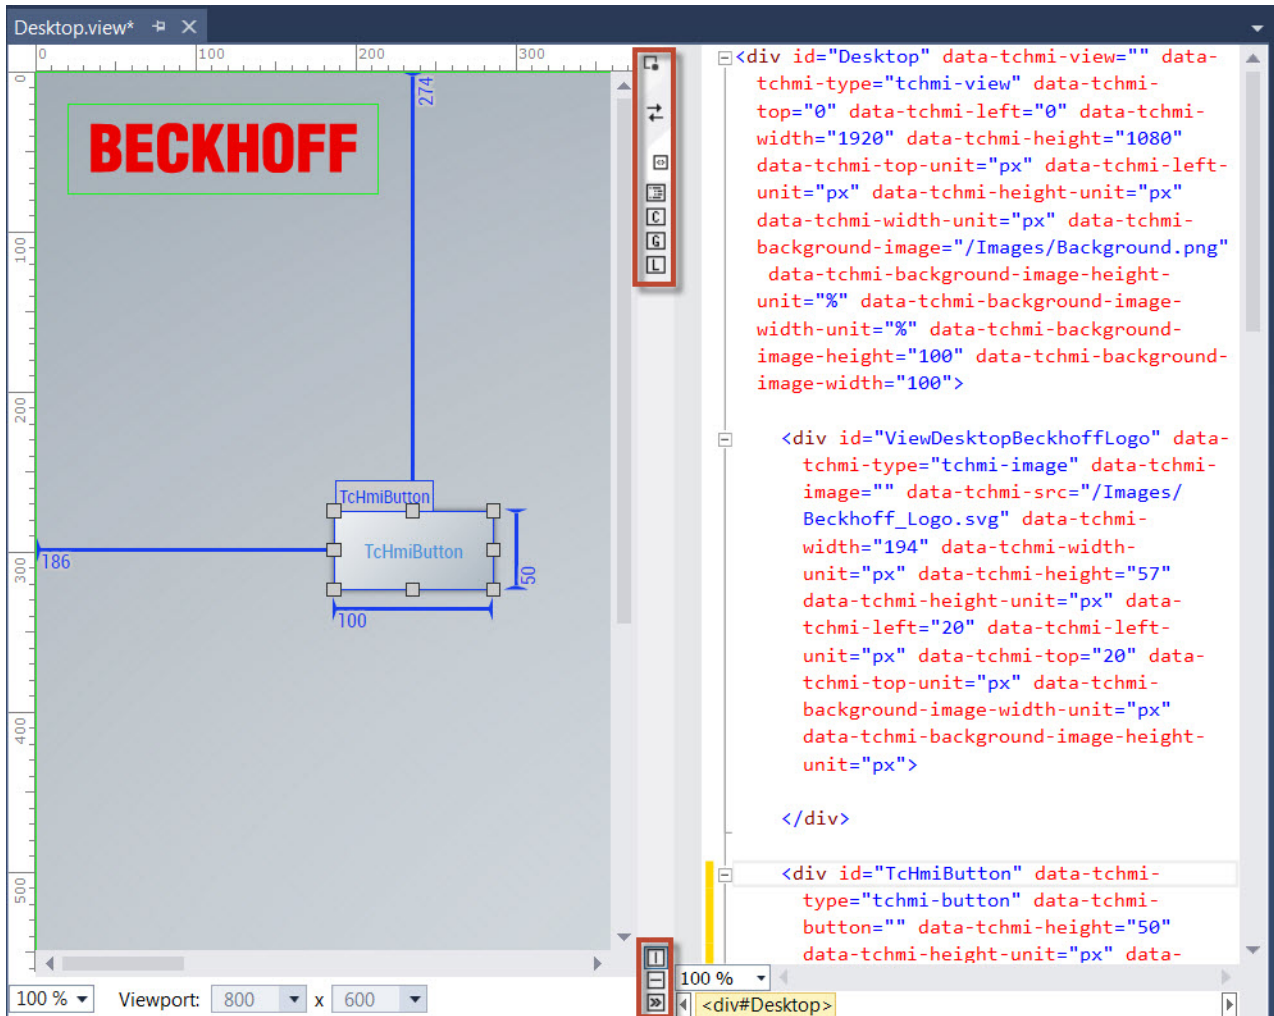 Desktop.view*
0 100 200 300
0
100
200
300
400
500
BECKHOFF
274
TcHmiButton
TcHmiButton
186
50
100
C
G
L
<div id="Desktop" data-tchmi-view="" data-
tchmi-type="tchmi-view" data-tchmi-
top="0" data-tchmi-left="0" data-tchmi-
width="1920" data-tchmi-height="1080"
data-tchmi-top-unit="px" data-tchmi-left-
unit="px" data-tchmi-height-unit="px"
data-tchmi-width-unit="px" data-tchmi-
background-image="/Images/Background.png"
data-tchmi-background-image-height-
unit="%" data-tchmi-background-image-
width-unit="%" data-tchmi-background-
image-height="100" data-tchmi-background-
image-width="100">
<div id="ViewDesktopBeckhoffLogo" data-
tchmi-type="tchmi-image" data-tchmi-
image="" data-tchmi-src="/Images/
Beckhoff_Logo.svg" data-tchmi-
width="194" data-tchmi-width-
unit="px" data-tchmi-height="57"
data-tchmi-height-unit="px" data-
tchmi-left="20" data-tchmi-left-
unit="px" data-tchmi-top="20" data-
tchmi-top-unit="px" data-tchmi-
background-image-width-unit="px"
data-tchmi-background-image-height-
unit="px">
</div>
<div id="TcHmiButton" data-tchmi-
type="tchmi-button" data-tchmi-
button="" data-tchmi-height="50"
data-tchmi-height-unit="px" data-
100 %
<div#Desktop>
100 % Viewport: 800 x 600